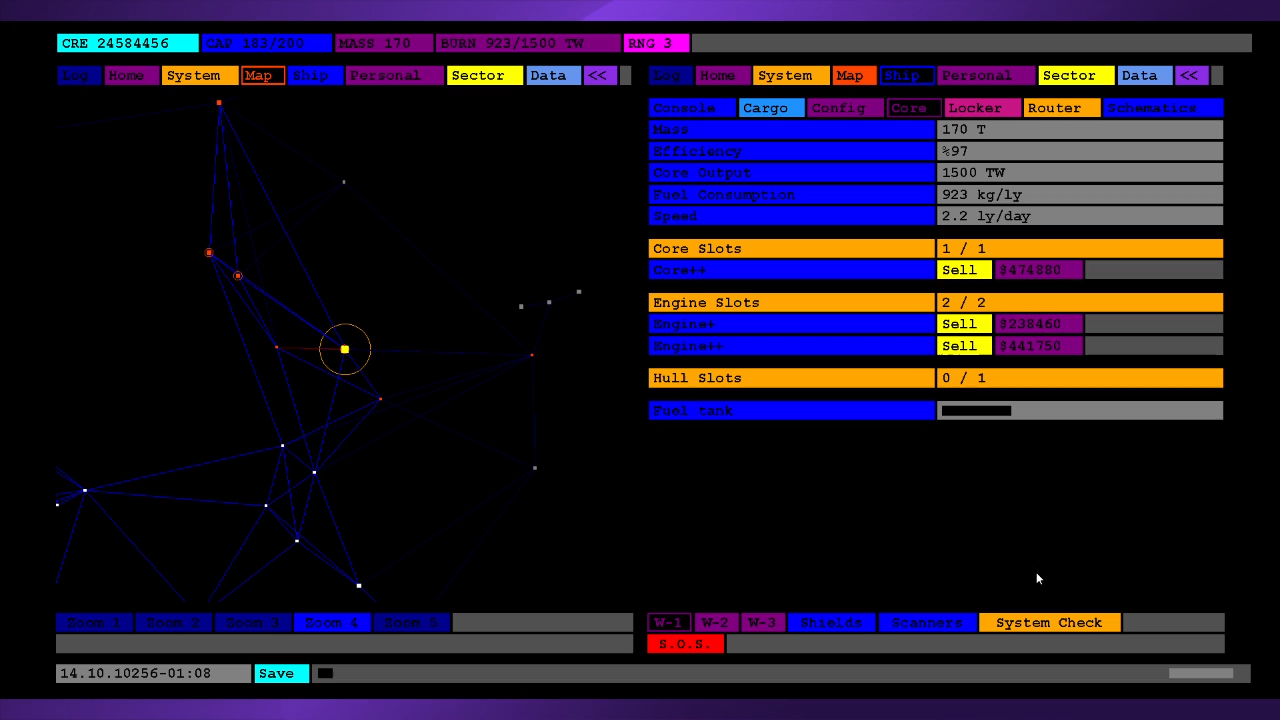 CRE 24584456 CAP 183/200 MASS 170 BURN 923/1500 TW RNG 3
Log Home System Map Ship Personal Sector Data <<
Log Home System Map Ship Personal Sector Data <<
Console Cargo Config Core Locker Router Schematics
Mass 170 T
Efficiency %97
Core Output 1500 TW
Fuel Consumption 923 kg/ly
Speed 2.2 ly/day
Core Slots 1 / 1
Core++ Sell $474880
Engine Slots 2 / 2
Engine+ Sell $238460
Engine++ Sell $441750
Hull Slots 0 / 1
Fuel tank
Zoom 1 Zoom 2 Zoom 3 Zoom 4 Zoom 5
W-1 W-2 W-3 Shields Scanners System Check
S.O.S.
14.10.10256-01:08 Save